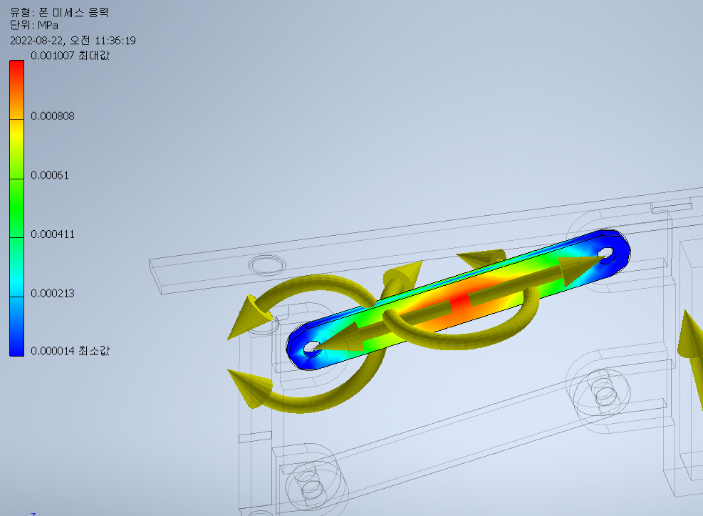 유형: 폰 미세스 응력
단위: MPa
2022-08-22, 오전 11:36:19
0.001007 최대값
0.000808
0.00061
0.000411
0.000213
0.000014 최소값